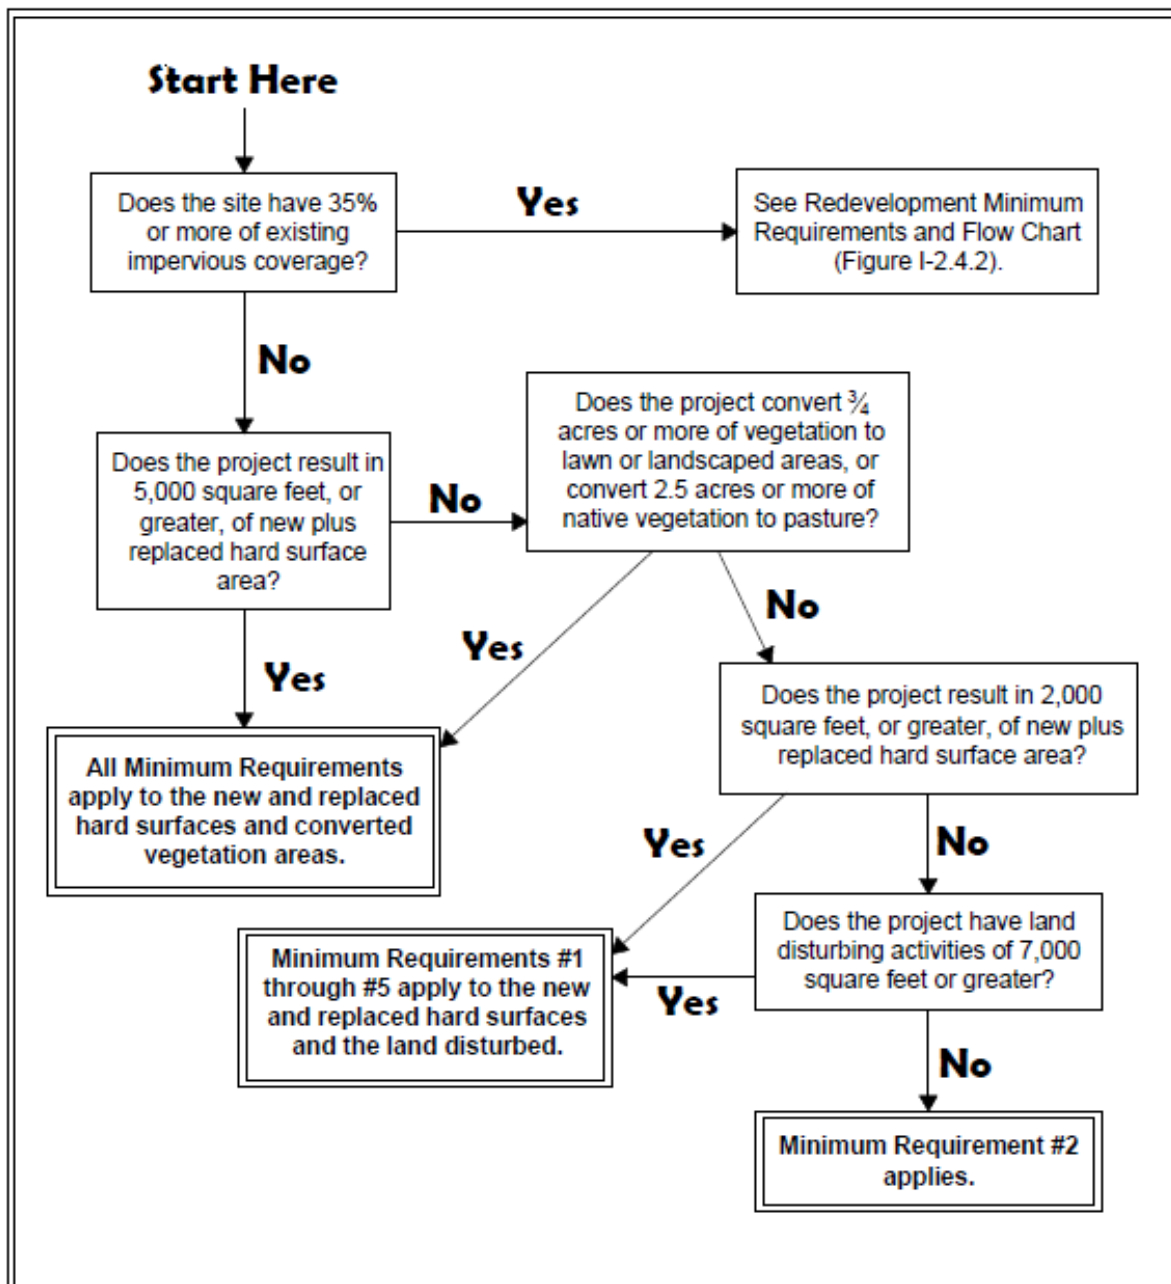 Start Here
Does the site have 35%
or more of existing
impervious coverage?
Yes
See Redevelopment Minimum
Requirements and Flow Chart
(Figure I-2.4.2).
No
Does the project result in
5,000 square feet, or
greater, of new plus
replaced hard surface
area?
No
Does the project convert ¾
acres or more of vegetation to
lawn or landscaped areas, or
convert 2.5 acres or more of
native vegetation to pasture?
Yes
Yes
No
All Minimum Requirements
apply to the new and replaced
hard surfaces and converted
vegetation areas.
Does the project result in 2,000
square feet, or greater, of new plus
replaced hard surface area?
Yes
No
Minimum Requirements #1
through #5 apply to the new
and replaced hard surfaces
and the land disturbed.
Yes
Does the project have land
disturbing activities of 7,000
square feet or greater?
No
Minimum Requirement #2
applies.